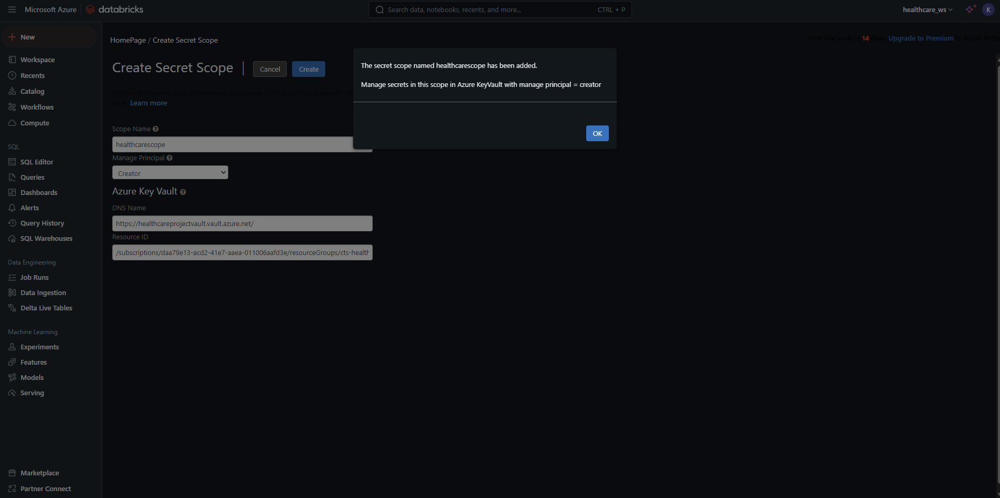 Microsoft Azure databricks
Search data, notebooks, recents, and more... CTRL + P
healthcare_ws K
New
Workspace
Recents
Catalog
Workflows
Compute
SQL
SQL Editor
Queries
Dashboards
Alerts
Query History
SQL Warehouses
Data Engineering
Job Runs
Data Ingestion
Delta Live Tables
Machine Learning
Experiments
Features
Models
Serving
Marketplace
Partner Connect
HomePage / Create Secret Scope
Free trial ends in 14 days. Upgrade to Premium in Azure Porta
Create Secret Scope | Cancel Create
A store for secrets that is identified by a name and backed by a specific
type. Learn more
Scope Name
healthcarescope
Manage Principal
Creator
Azure Key Vault
DNS Name
https://healthcareprojectvault.vault.azure.net/
Resource ID
/subscriptions/daa79e13-acd2-41e7-aaea-011006aafd3e/resourceGroups/cts-health
The secret scope named healthcarescope has been added.
Manage secrets in this scope in Azure KeyVault with manage principal = creator
OK